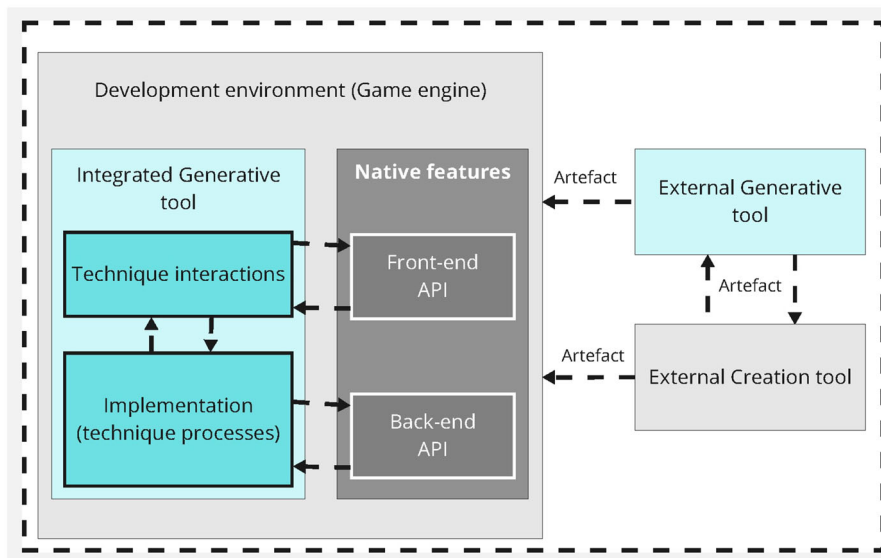 Development environment (Game engine)
Integrated Generative
tool
Native features
Technique interactions
Front-end
API
Implementation
(technique processes)
Back-end
API
Artefact
External Generative
tool
Artefact
Artefact
External Creation tool